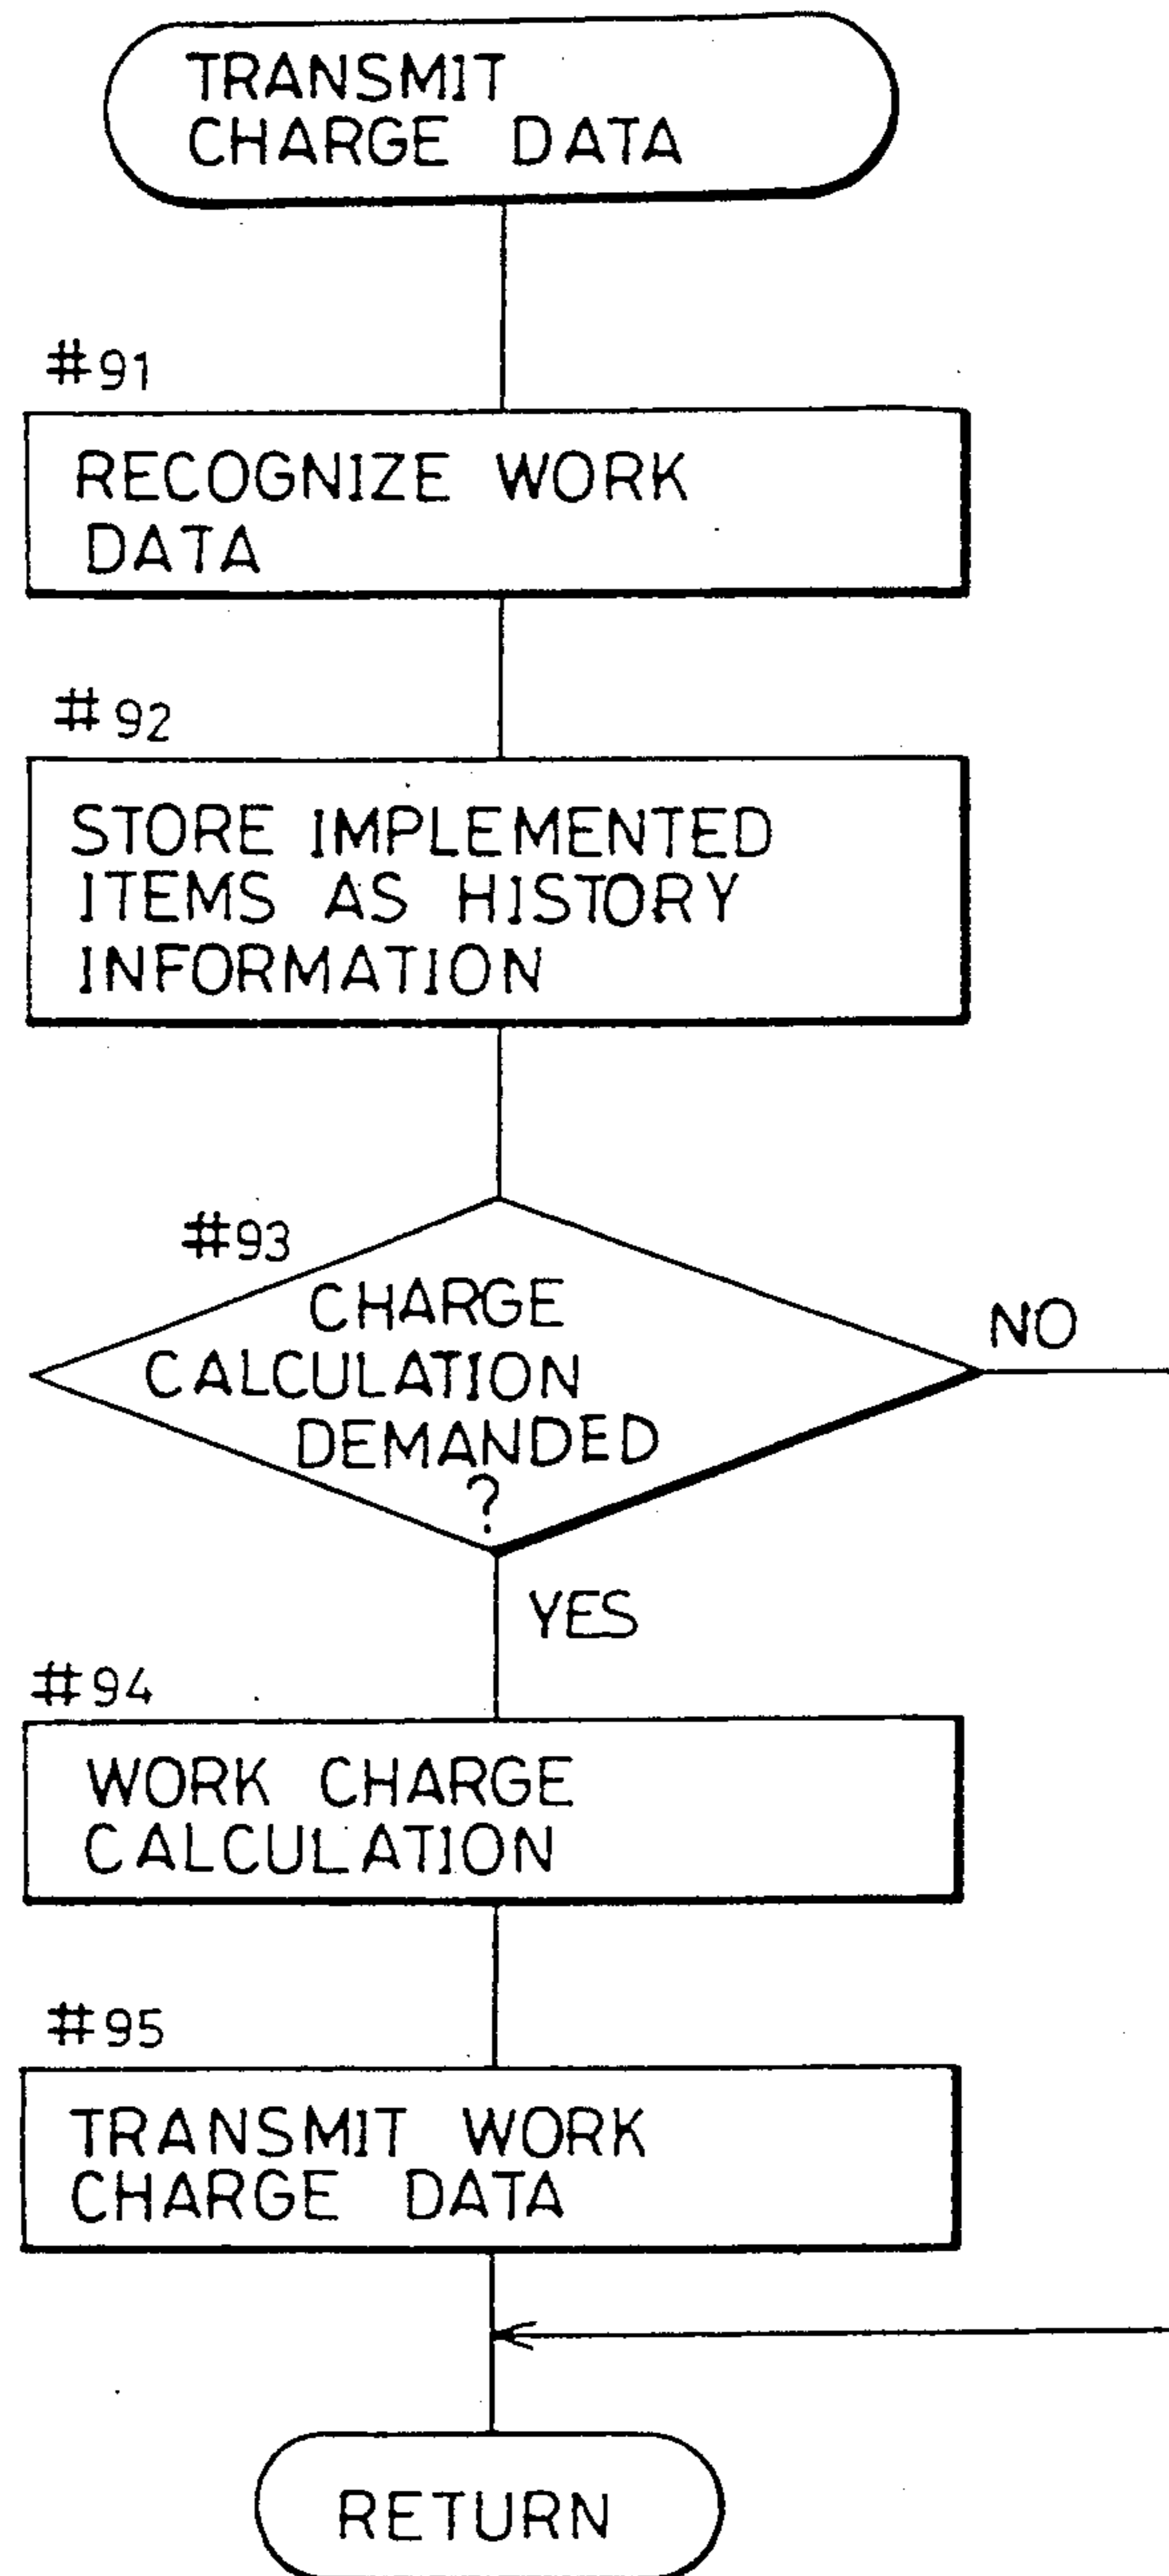 TRANSMIT
CHARGE DATA
#91
RECOGNIZE WORK
DATA
#92
STORE IMPLEMENTED
ITEMS AS HISTORY
INFORMATION
#93
CHARGE
CALCULATION
DEMANDED
?
NO
YES
#94
WORK CHARGE
CALCULATION
#95
TRANSMIT WORK
CHARGE DATA
RETURN